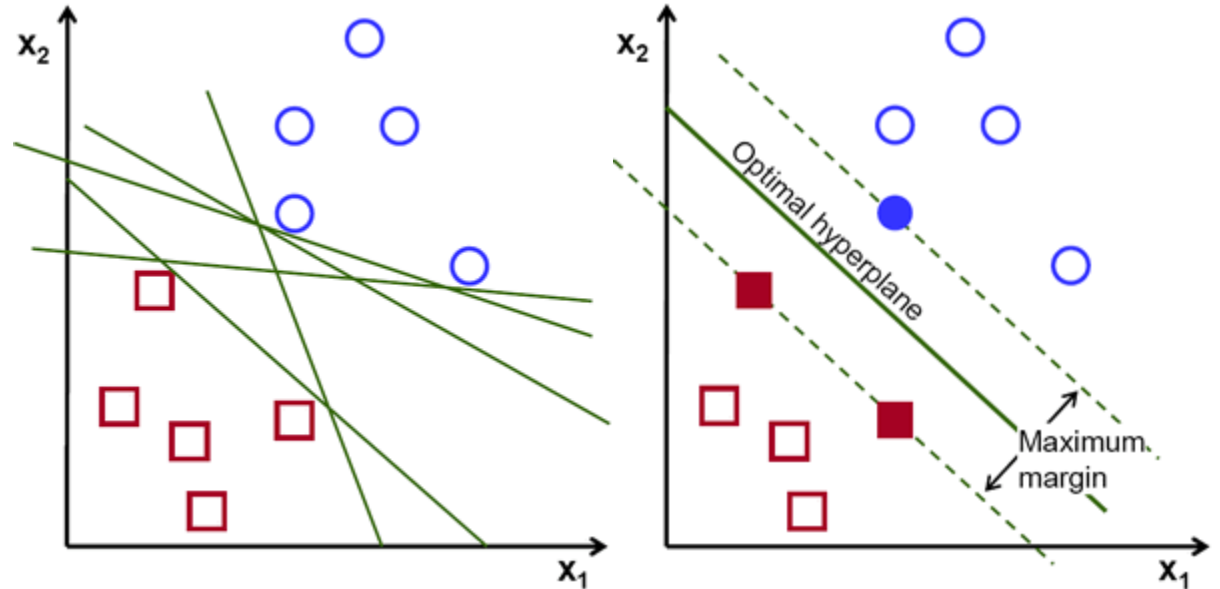 x₂
x₁
x₂
Optimal hyperplane
Maximum
margin
x₁